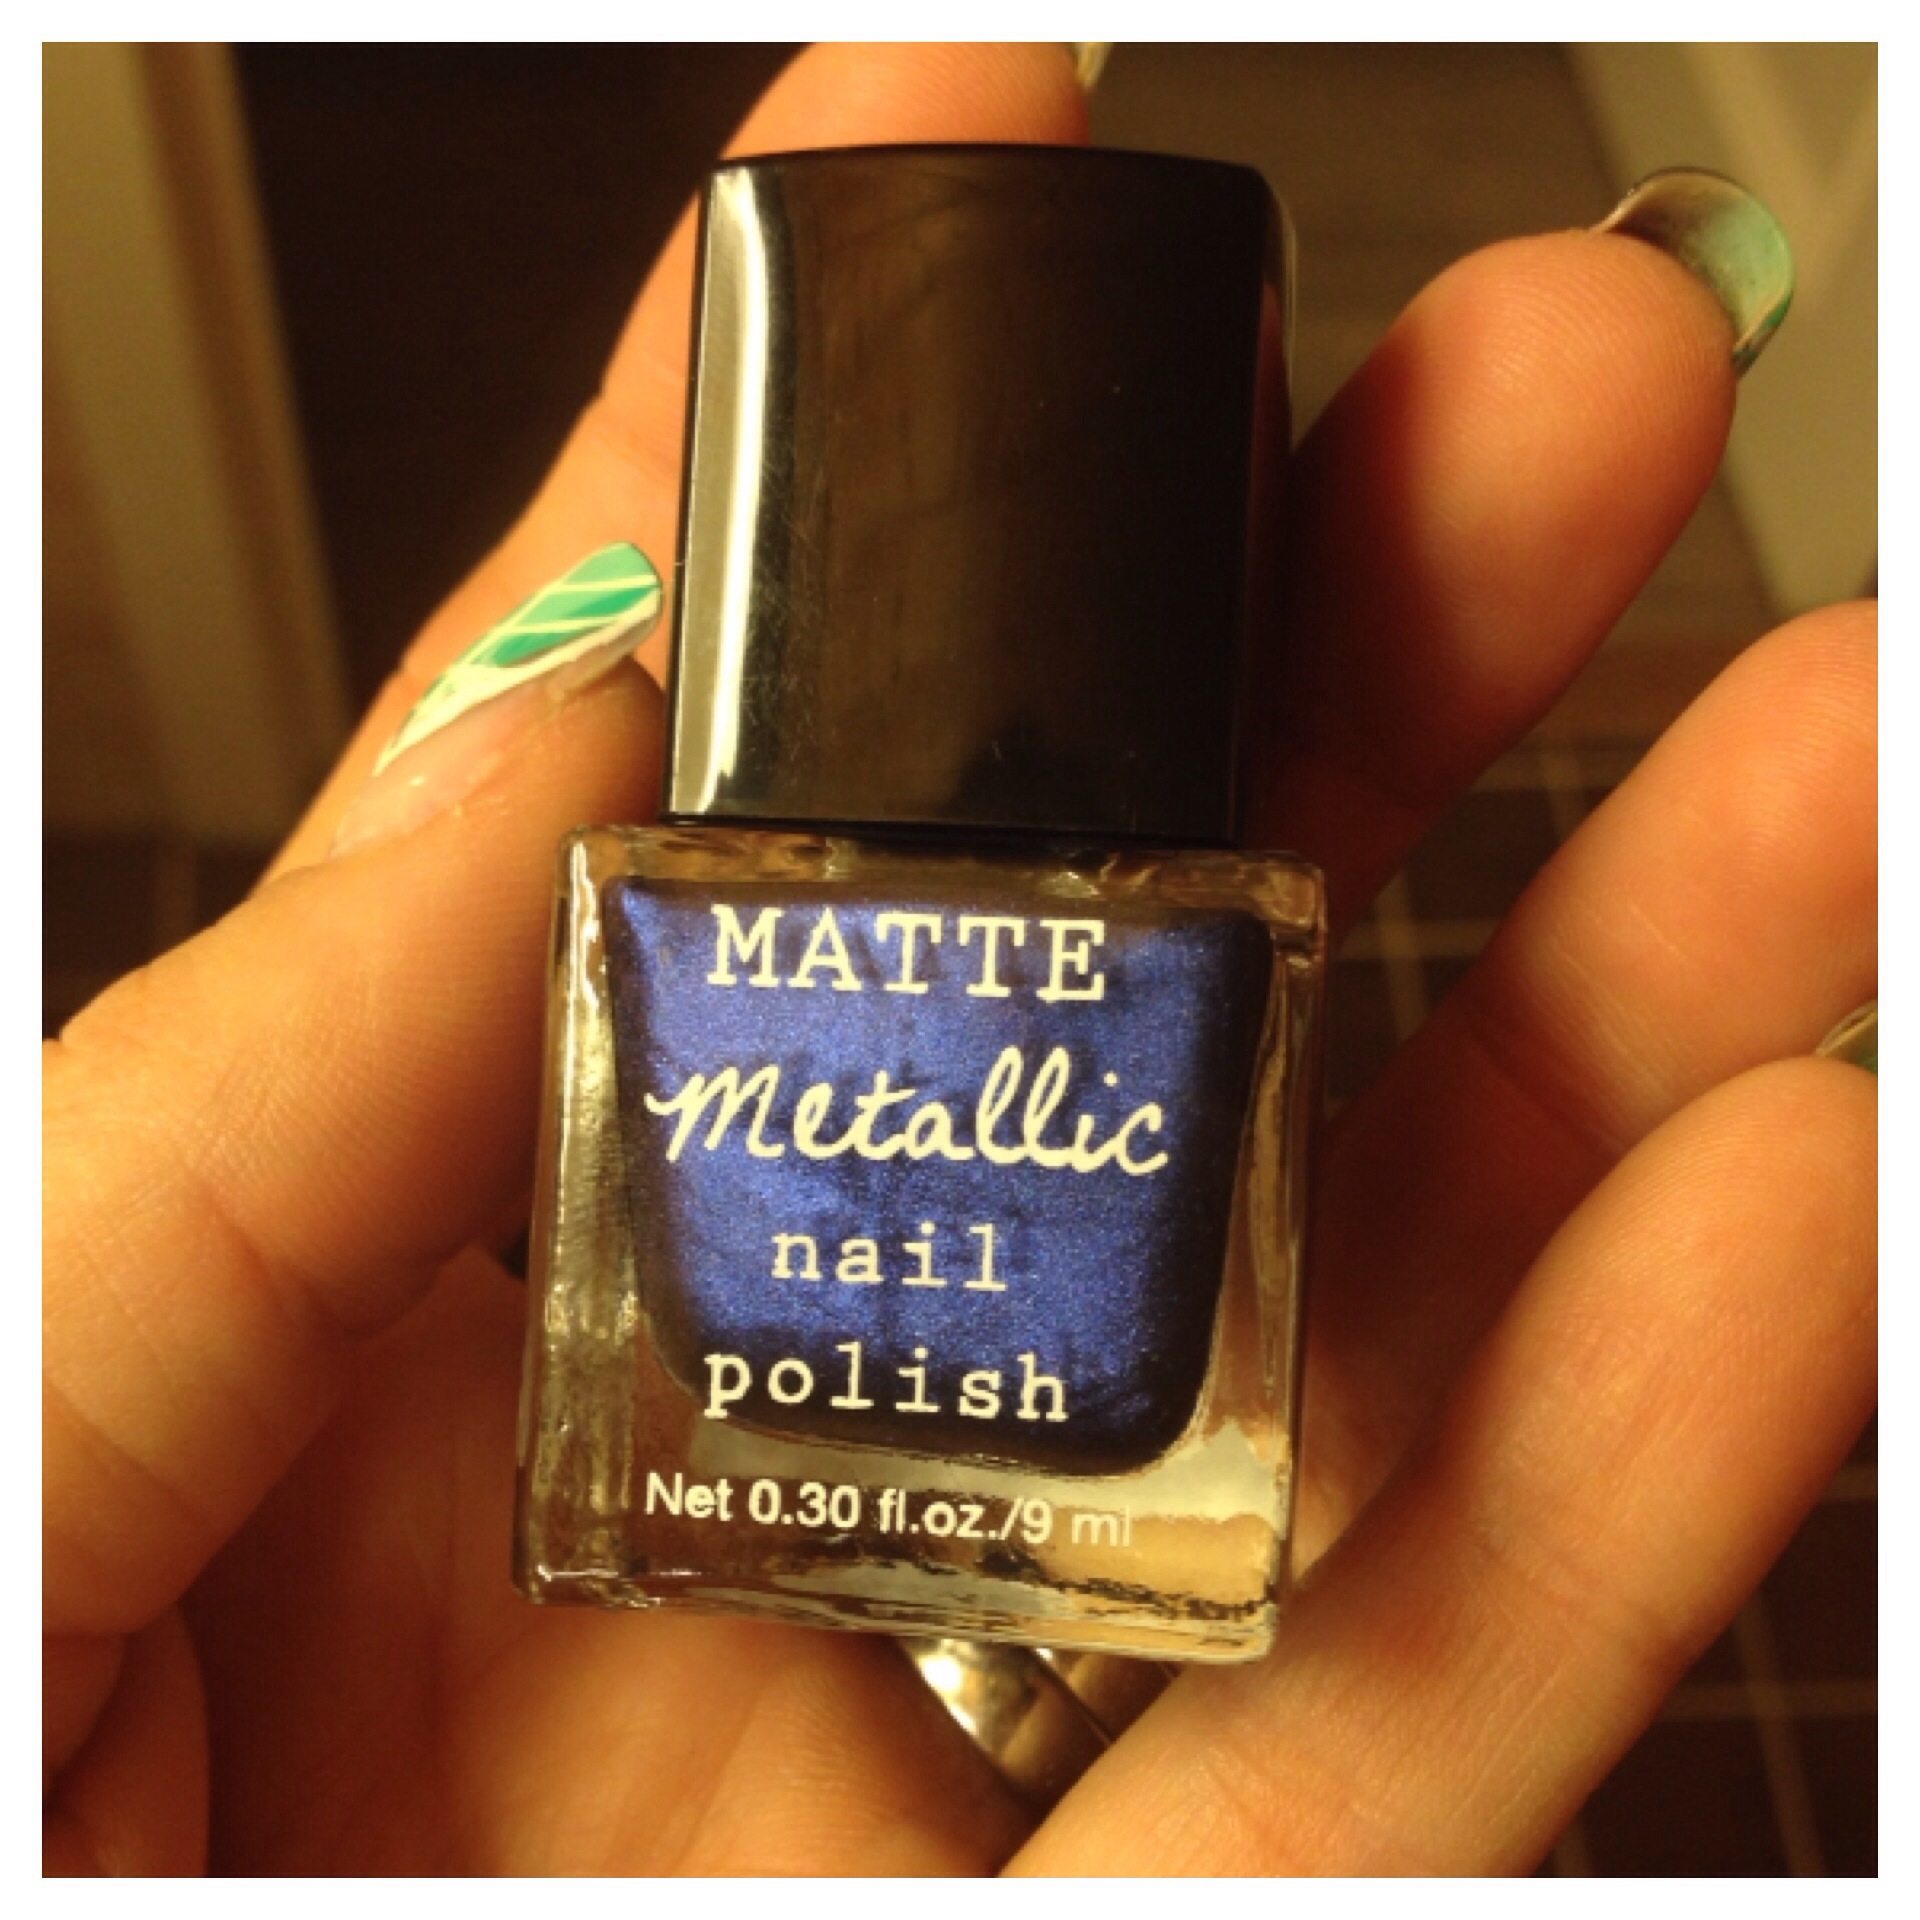 MATTE
Metallic
nail
polish
Net 0.30 fl.oz./9 ml